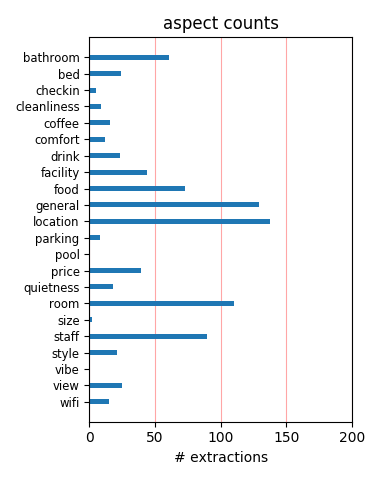 aspect counts
bathroom
bed
checkin
cleanliness
coffee
comfort
drink
facility
food
general
location
parking
pool
price
quietness
room
size
staff
style
vibe
view
wifi
0 50 100 150 200
# extractions